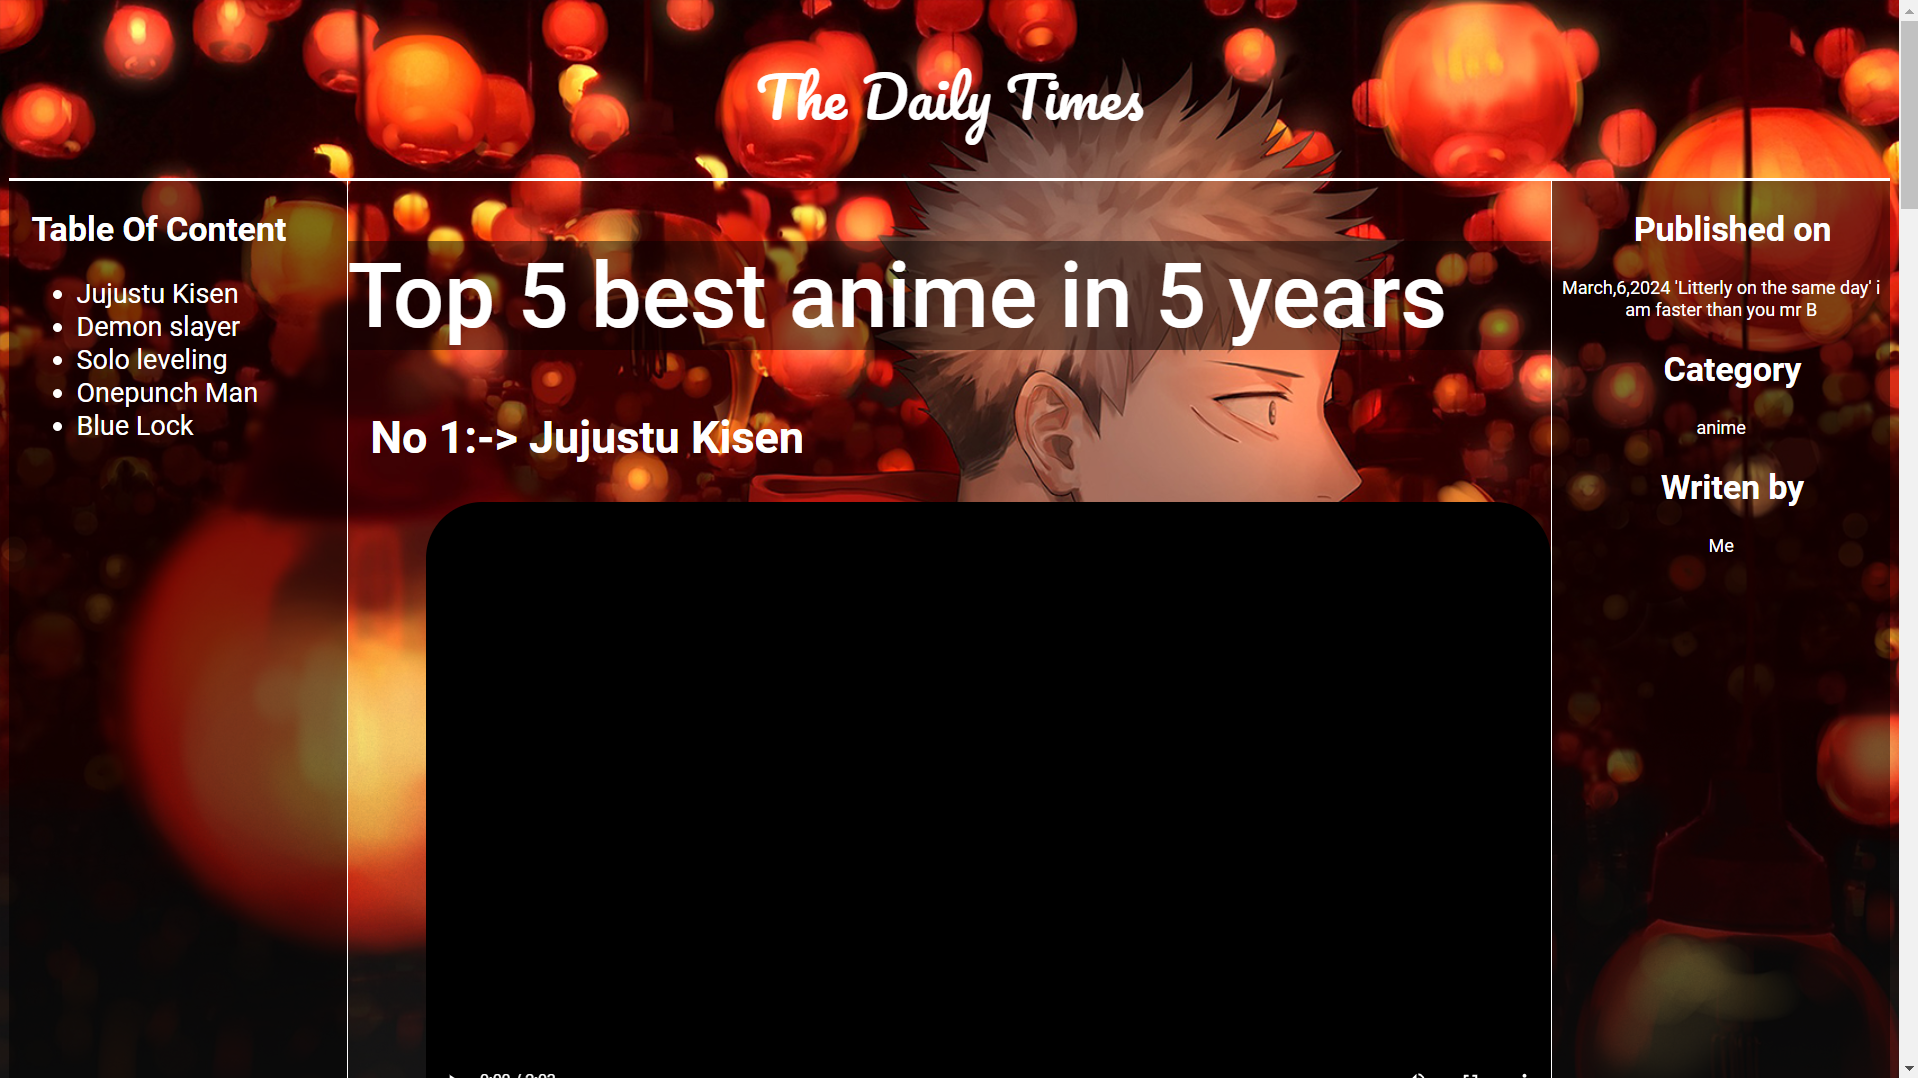 The Daily Times
Table Of Content
Jujustu Kisen
Demon slayer
Solo leveling
Onepunch Man
Blue Lock
Top 5 best anime in 5 years
No 1:-> Jujustu Kisen
Published on
March,6,2024 'Litterly on the same day' i
am faster than you mr B
Category
anime
Writen by
Me